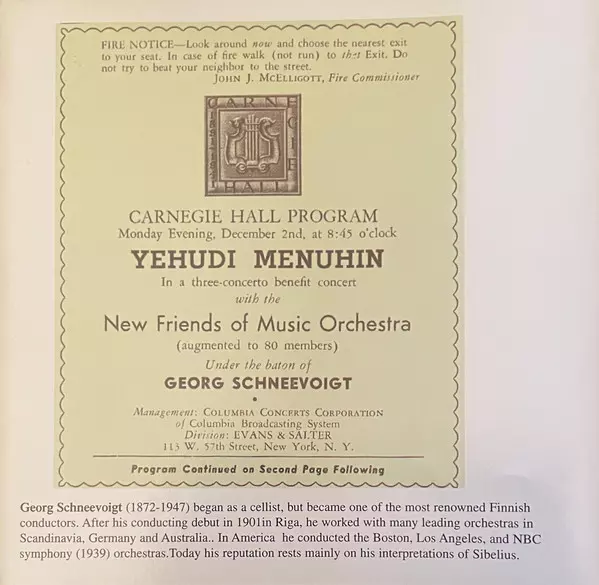 FIRE NOTICE—Look around now and choose the nearest exit
to your seat. In case of fire walk (not run) to that Exit. Do
not try to beat your neighbor to the street.
JOHN J. MCELLIGOTT, Fire Commissioner
CARNEGIE
HALL
CARNEGIE HALL PROGRAM
Monday Evening, December 2nd, at 8:45 o'clock
YEHUDI MENUHIN
In a three-concerto benefit concert
with the
New Friends of Music Orchestra
(augmented to 80 members)
Under the baton of
GEORG SCHNEEVOIGT
•
Management: COLUMBIA CONCERTS CORPORATION
of Columbia Broadcasting System
Division: EVANS & SALTER
113 W. 57th Street, New York, N. Y.
Program Continued on Second Page Following
Georg Schneevoigt (1872-1947) began as a cellist, but became one of the most renowned Finnish
conductors. After his conducting debut in 1901in Riga, he worked with many leading orchestras in
Scandinavia, Germany and Australia.. In America he conducted the Boston, Los Angeles, and NBC
symphony (1939) orchestras.Today his reputation rests mainly on his interpretations of Sibelius.